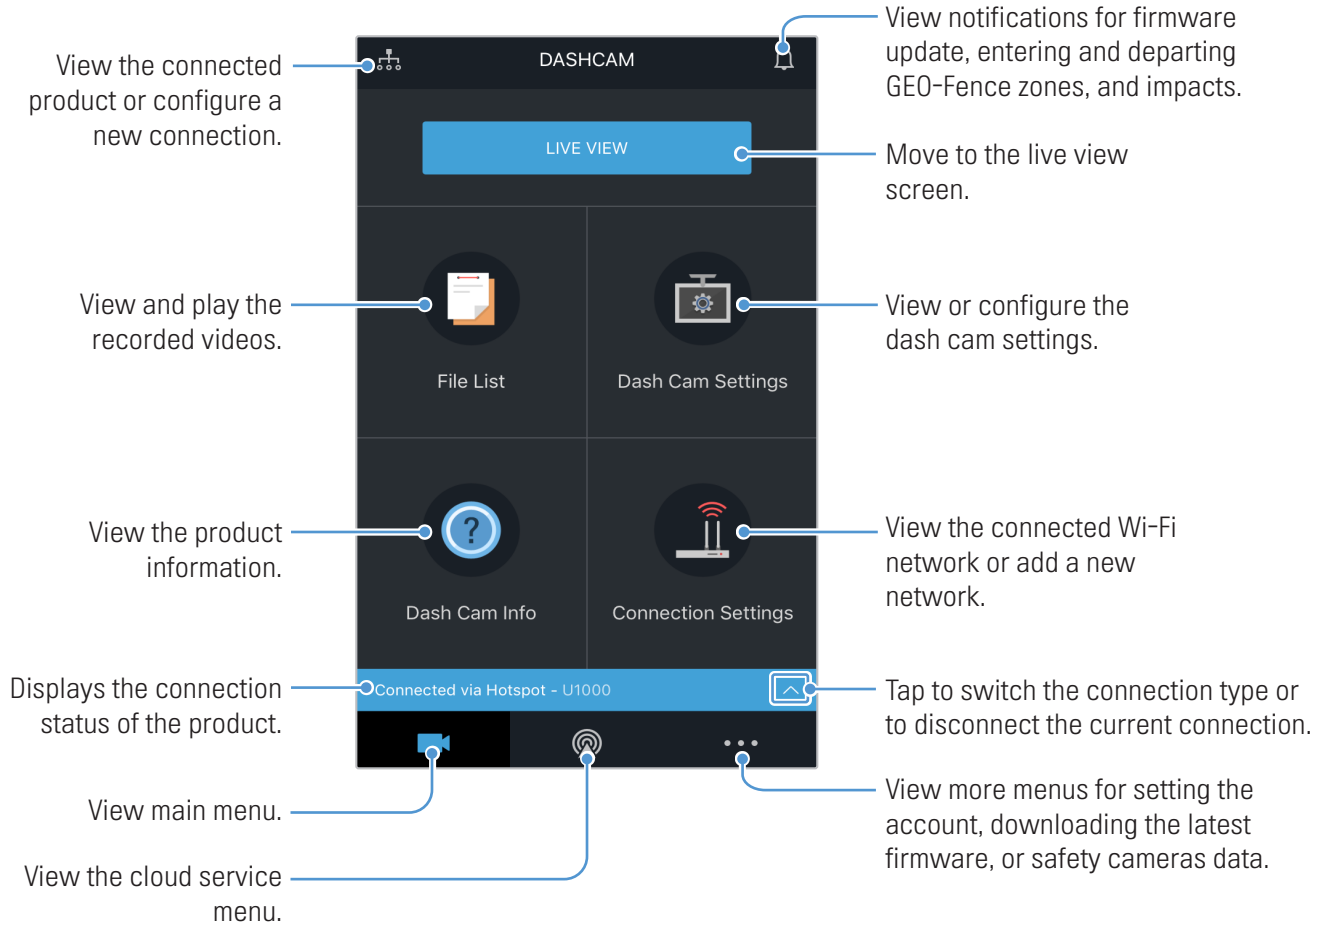 View the connected
product or configure a
new connection.
DASHCAM
View notifications for firmware
update, entering and departing
GEO-Fence zones, and impacts.
LIVE VIEW
Move to the live view
screen.
View and play the
recorded videos.
File List
Dash Cam Settings
View or configure the
dash cam settings.
View the product
information.
?
Dash Cam Info
Connection Settings
View the connected Wi-Fi
network or add a new
network.
Displays the connection
status of the product.
Connected via Hotspot - U1000
Tap to switch the connection type or
to disconnect the current connection.
View main menu.
View the cloud service
menu.
View more menus for setting the
account, downloading the latest
firmware, or safety cameras data.